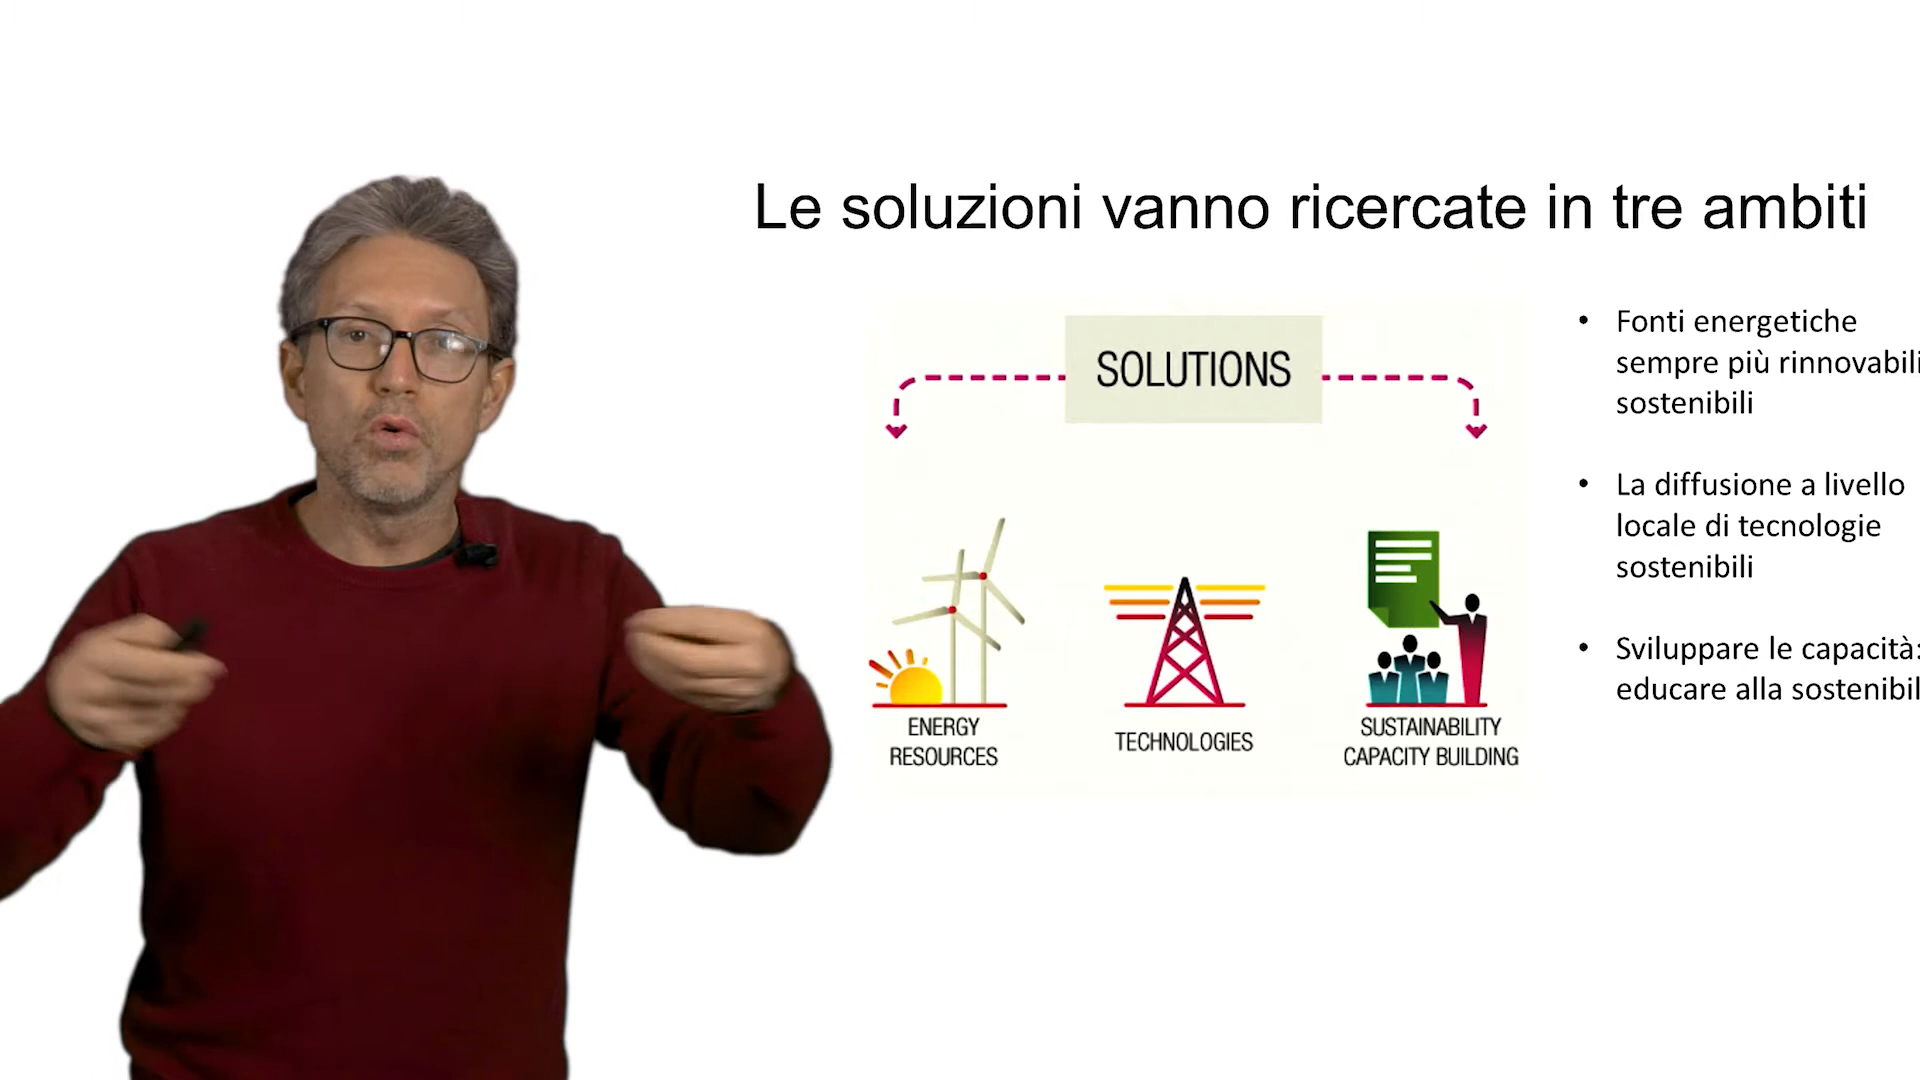 Le soluzioni vanno ricercate in tre ambiti
SOLUTIONS
ENERGY
RESOURCES
TECHNOLOGIES
SUSTAINABILITY
CAPACITY BUILDING
• Fonti energetiche
sempre più rinnovabili
sostenibili
• La diffusione a livello
locale di tecnologie
sostenibili
• Sviluppare le capacità:
educare alla sostenibil